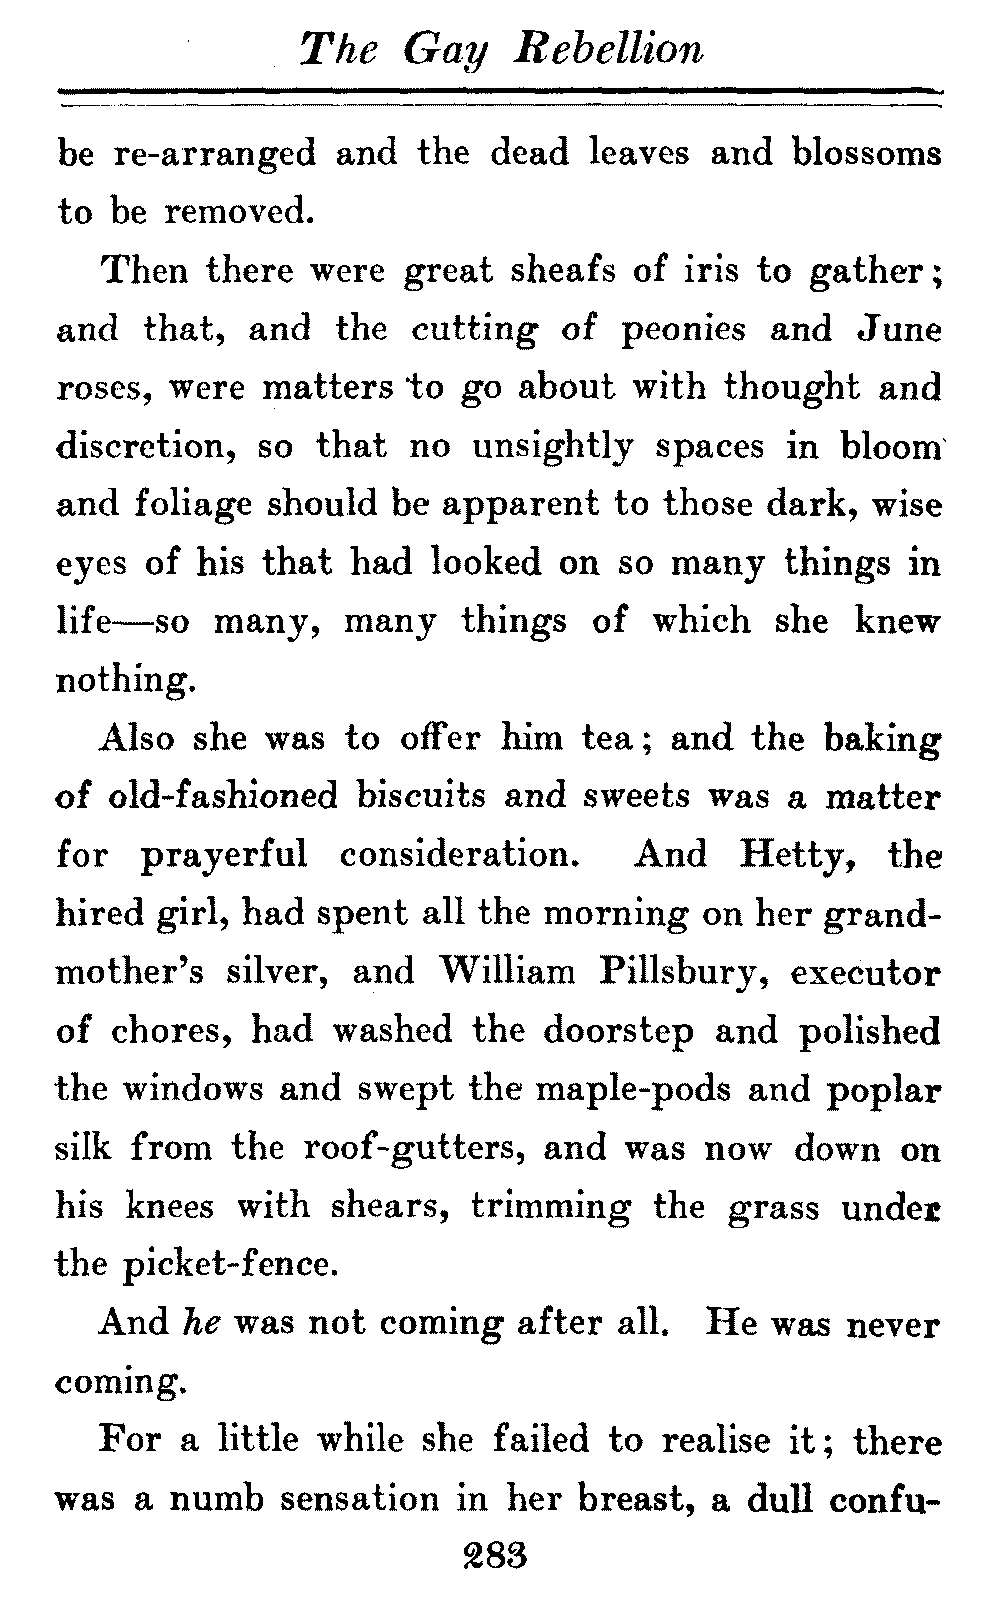 The Gay Rebellion
be re-arranged and the dead leaves and blossoms
to be removed.
Then there were great sheafs of iris to gather;
and that, and the cutting of peonies and June
roses, were matters to go about with thought and
discretion, so that no unsightly spaces in bloom
and foliage should be apparent to those dark, wise
eyes of his that had looked on so many things in
life—so many, many things of which she knew
nothing.
Also she was to offer him tea; and the baking
of old-fashioned biscuits and sweets was a matter
for prayerful consideration. And Hetty, the
hired girl, had spent all the morning on her grand-
mother's silver, and William Pillsbury, executor
of chores, had washed the doorstep and polished
the windows and swept the maple-pods and poplar
silk from the roof-gutters, and was now down on
his knees with shears, trimming the grass under
the picket-fence.
And he was not coming after all. He was never
coming.
For a little while she failed to realise it; there
was a numb sensation in her breast, a dull confu-
283